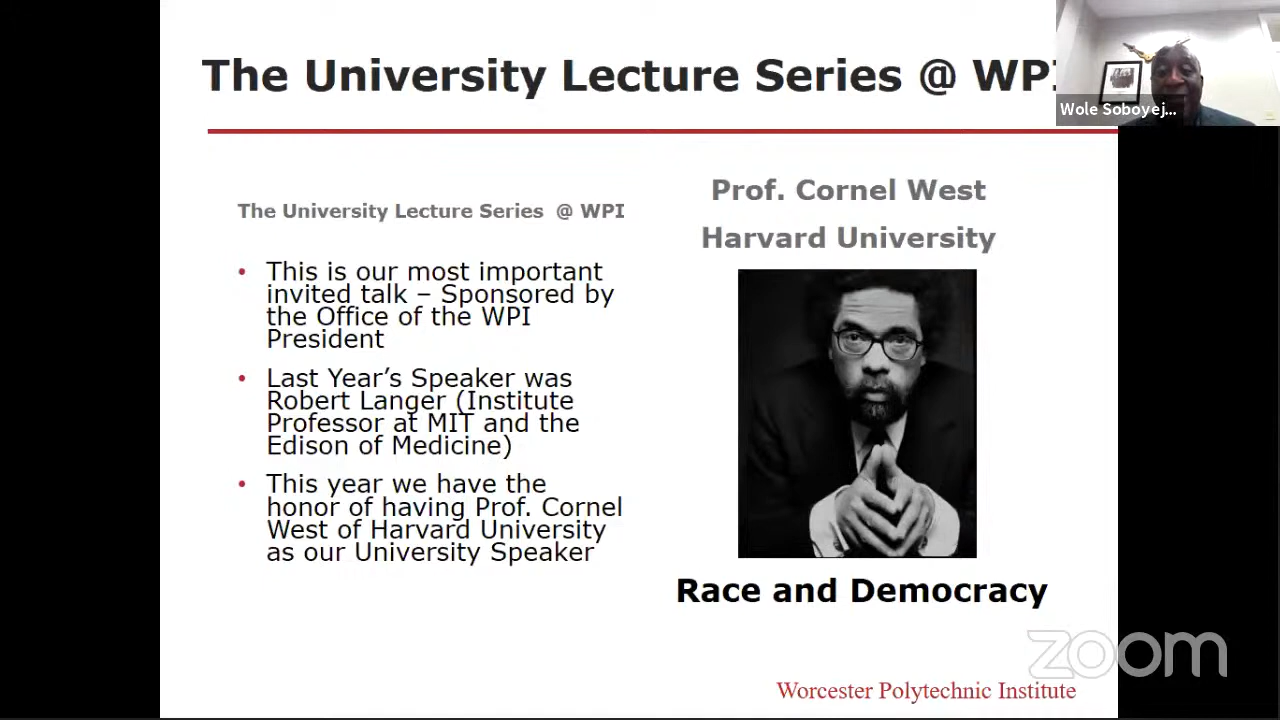 The University Lecture Series @ WPI
Wole Soboyej...
The University Lecture Series @ WPI
• This is our most important
invited talk – Sponsored by
the Office of the WPI
President
• Last Year’s Speaker was
Robert Langer (Institute
Professor at MIT and the
Edison of Medicine)
• This year we have the
honor of having Prof. Cornel
West of Harvard University
as our University Speaker
Prof. Cornel West
Harvard University
Race and Democracy
zoom
Worcester Polytechnic Institute